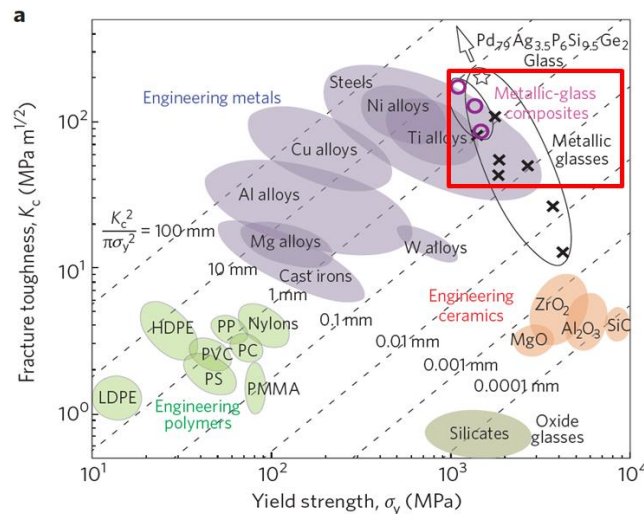 a
Pd79Ag3.5P6Si9.5Ge2
Glass
Steels
Engineering metals
Ni alloys
Metallic-glass
composites
Ti alloys
Metallic
glasses
Cu alloys
Al alloys
Kc²/πσy² = 100 mm
Mg alloys
W alloys
10 mm
Cast irons
1 mm
0.1 mm
Engineering
ceramics
ZrO2
SiC
HDPE
PP
Nylons
0.01 mm
Al2O3
MgO
PVC
PC
0.001 mm
PS
0.0001 mm
LDPE
PMMA
Engineering
polymers
Silicates
Oxide
glasses
Fracture toughness, Kc (MPa m1/2)
10²
10¹
10⁰
10¹
10²
10³
10⁴
Yield strength, σy (MPa)